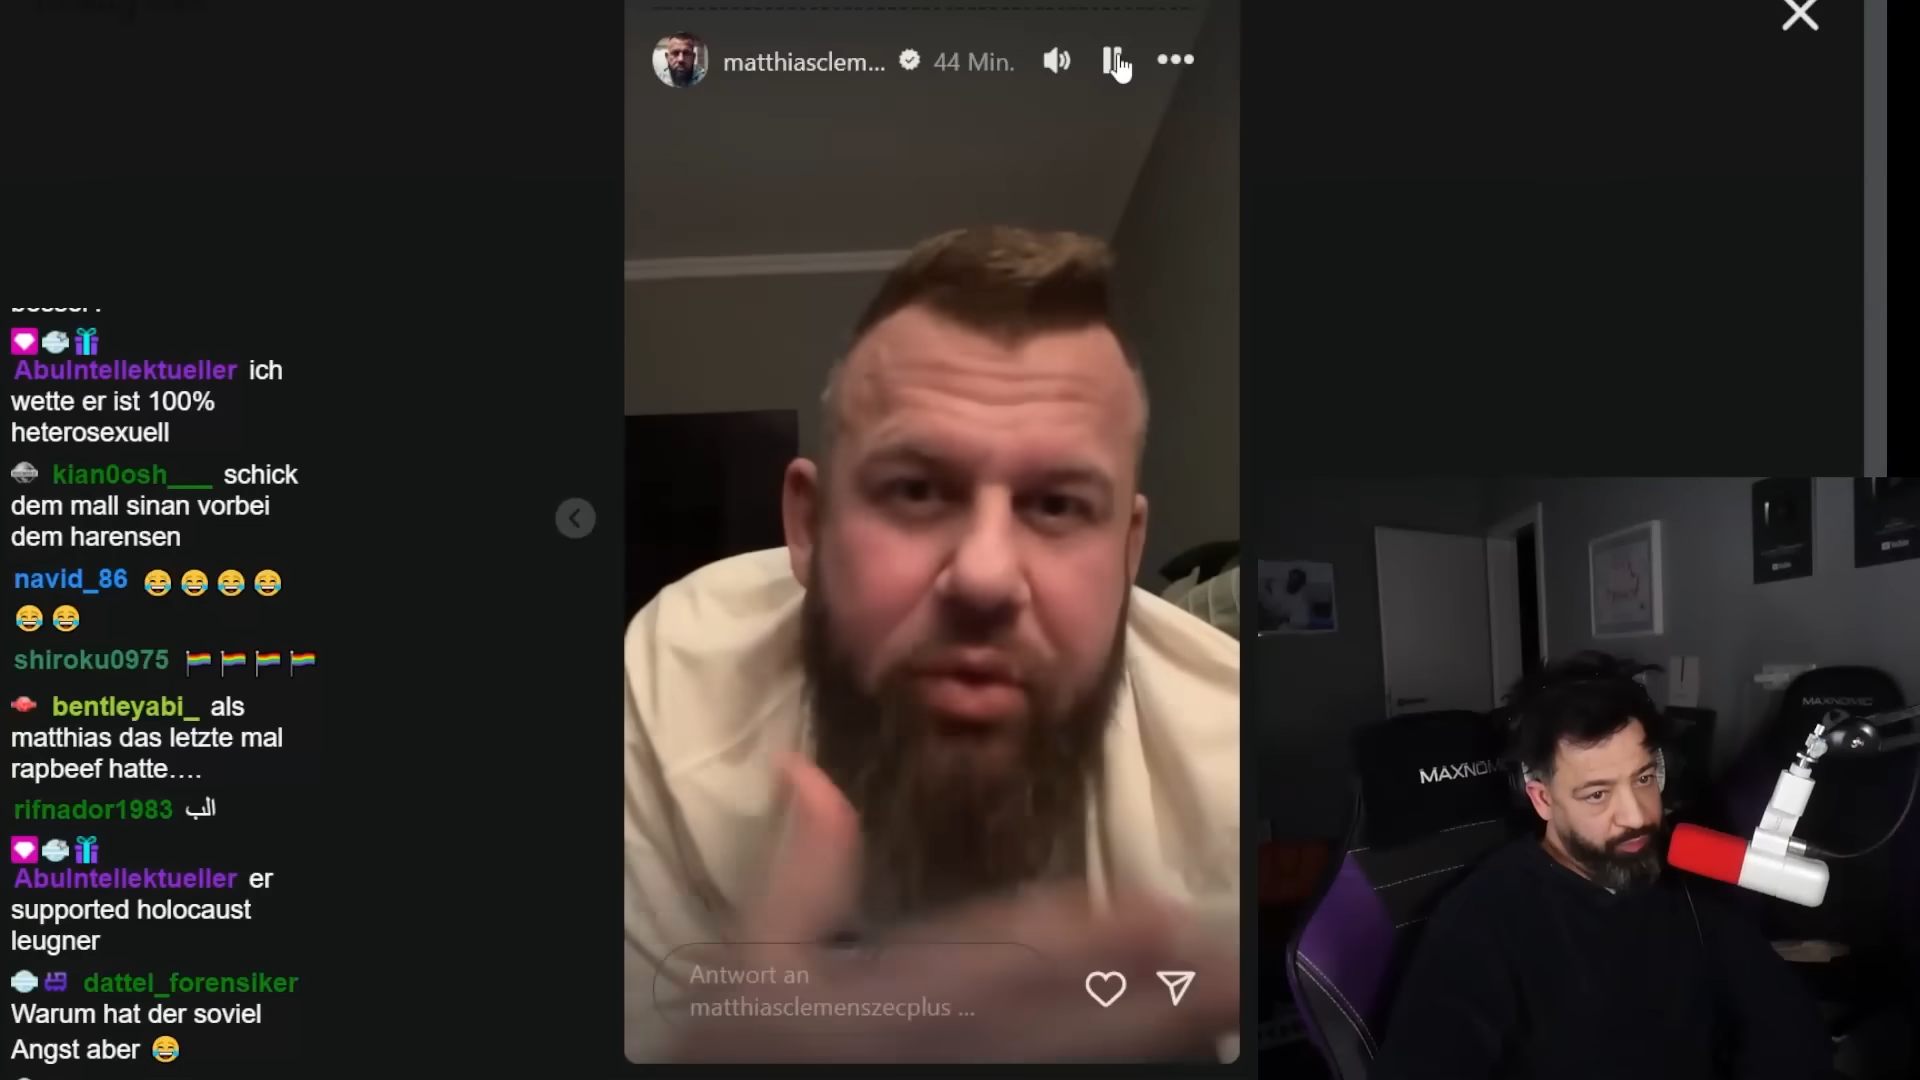 matthiasclem... 44 Min.
AbuIntellektueller ich
wette er ist 100%
heterosexuell
kian0osh___ schick
dem mall sinan vorbei
dem harensen
navid_86 😂 😂 😂 😂
😂 😂
shiroku0975 🏳️‍🌈 🏳️‍🌈 🏳️‍🌈 🏳️‍🌈
bentleyabi_ als
matthias das letzte mal
rapbeef hatte....
rifnador1983 الب
AbuIntellektueller er
supported holocaust
leugner
dattel_forensiker
Warum hat der soviel
Angst aber 😂
Antwort an
matthiasclemenszecplus ...
MAXNOMIC
MAXNOMIC